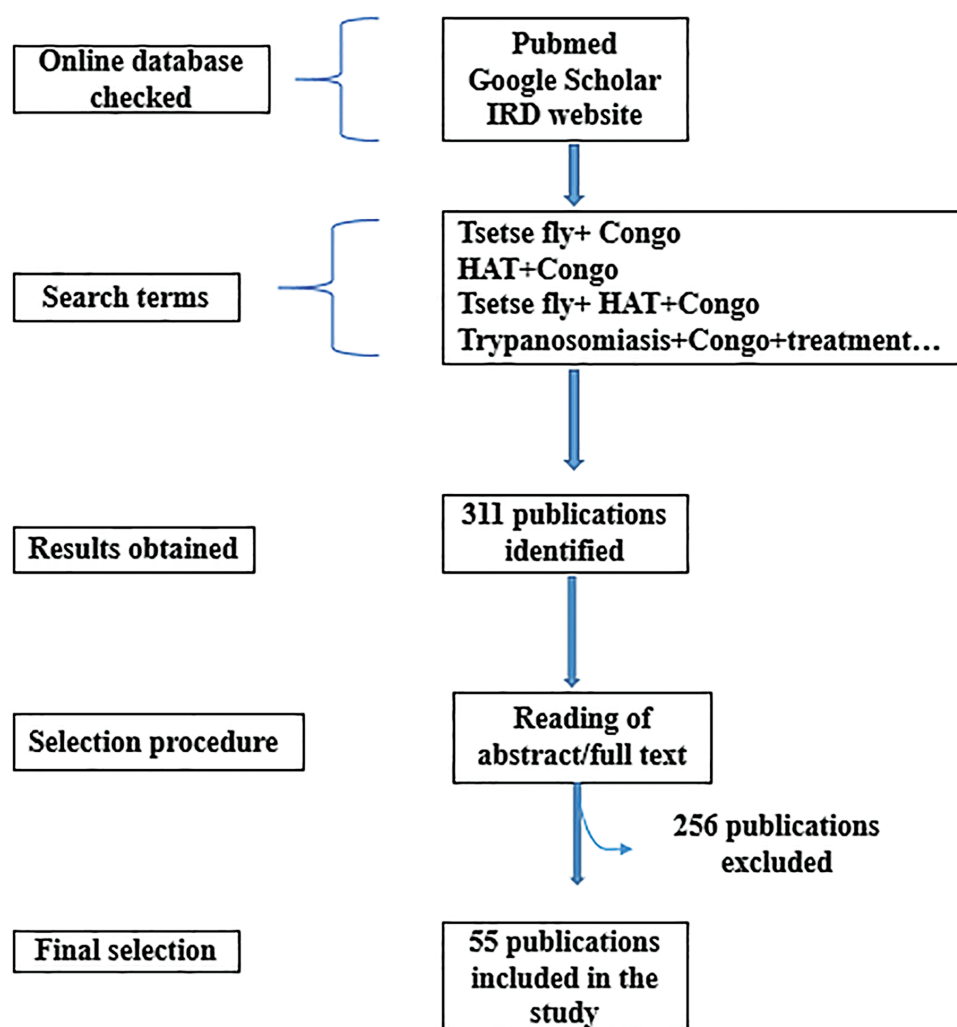 Online database
checked
Pubmed
Google Scholar
IRD website
Search terms
Tsetse fly+ Congo
HAT+Congo
Tsetse fly+ HAT+Congo
Trypanosomiasis+Congo+treatment...
Results obtained
311 publications
identified
Selection procedure
Reading of
abstract/full text
256 publications
excluded
Final selection
55 publications
included in the
study